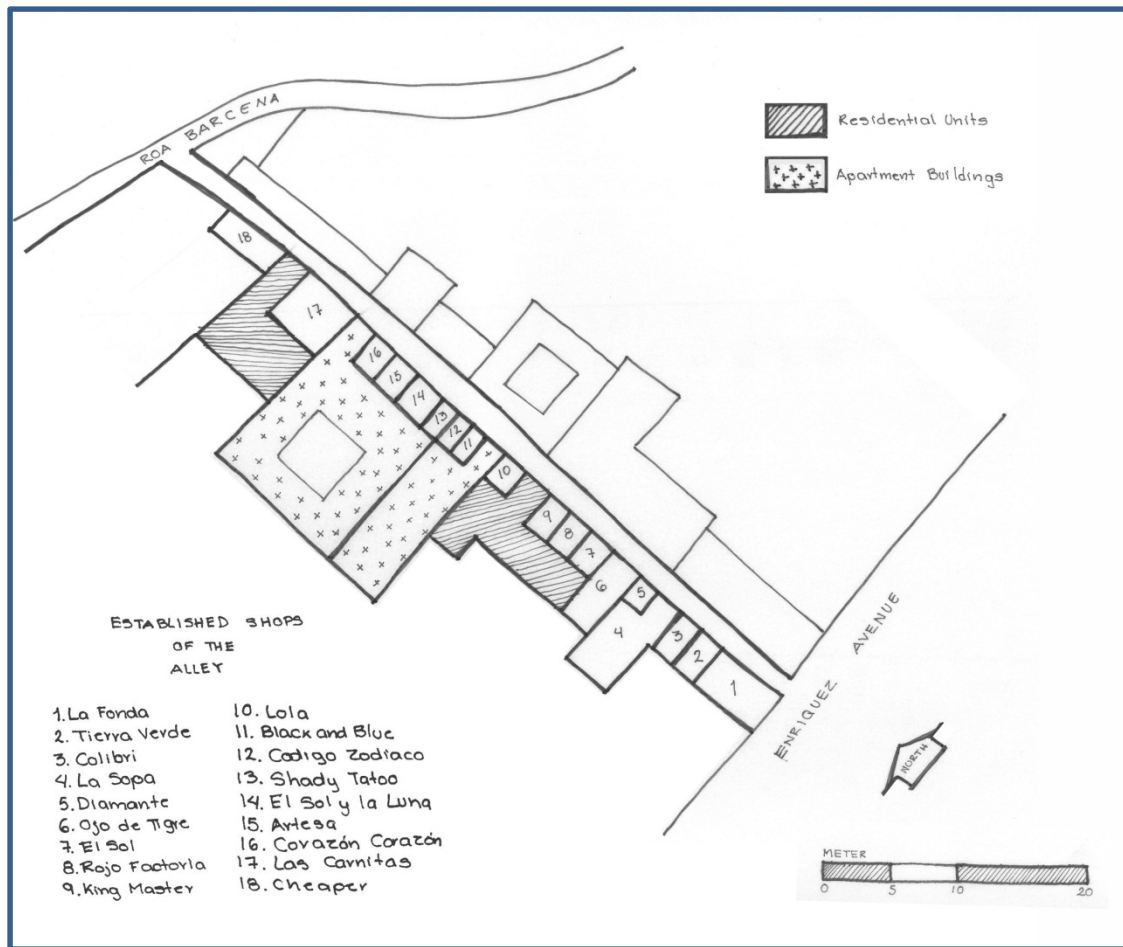 ROA BARCENA
Residential Units
Apartment Buildings
18
17
16
15
14
13
12
11
10
9
8
7
6
5
4
3
2
1
ENRIQUEZ AVENUE
NORTH
ESTABLISHED SHOPS
OF THE
ALLEY
1. La Fonda
2. Tierra Verde
3. Colibri
4. La Sopa
5. Diamante
6. Ojo de Tigre
7. El Sol
8. Rojo Factoria
9. King Master
10. Lola
11. Black and Blue
12. Codigo Zodiaco
13. Shady Tatoo
14. El Sol y la Luna
15. Artesa
16. Corazón Corazón
17. Las Carnitas
18. Cheaper
METER
0 5 10 20